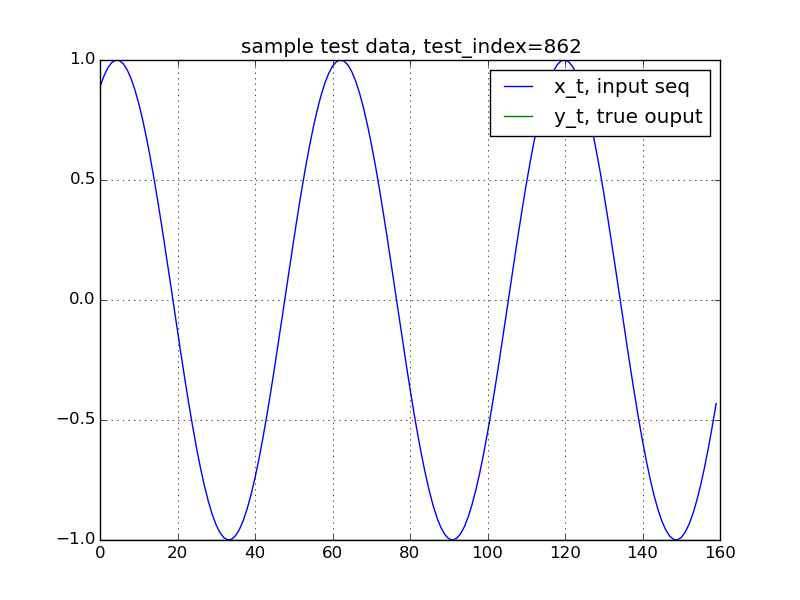 sample test data, test_index=862
x_t, input seq
y_t, true ouput
1.0
0.5
0.0
−0.5
−1.0
0 20 40 60 80 100 120 140 160